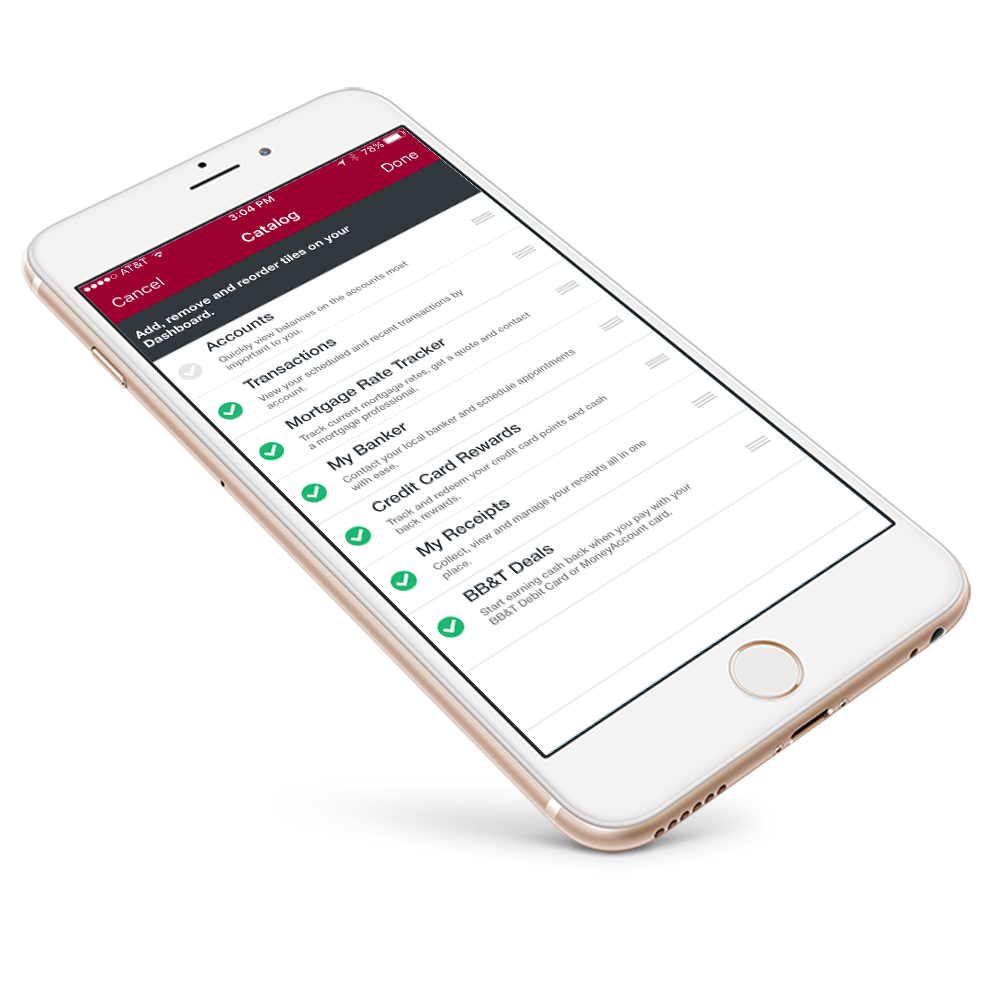 AT&T 3:04 PM 78%
Cancel Catalog Done
Add, remove and reorder tiles on your
Dashboard.
Accounts
Quickly view balances on the accounts most
important to you.
Transactions
View your scheduled and recent transactions by
account.
Mortgage Rate Tracker
Track current mortgage rates, get a quote and contact
a mortgage professional.
My Banker
Contact your local banker and schedule appointments
with ease.
Credit Card Rewards
Track and redeem your credit card points and cash
back rewards.
My Receipts
Collect, view and manage your receipts all in one
place.
BB&T Deals
Start earning cash back when you pay with your
BB&T Debit Card or MoneyAccount card.